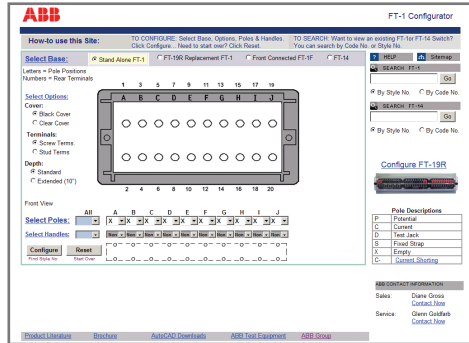 ABB
FT-1 Configurator
How-to use this Site:
TO CONFIGURE: Select Base, Options, Poles & Handles.
Click Configure... Need to start over? Click Reset.
TO SEARCH: Want to view an existing FT-1or FT-14 Switch?
You can search by Code No. or Style No.
Select Base:
Stand Alone FT-1
FT-19R Replacement FT-1
Front Connected FT-1F
FT-14
? HELP
Sitemap
Letters = Pole Positions
Numbers = Rear Terminals
SEARCH FT-1
Go
By Style No. By Code No.
SEARCH FT-14
Go
By Style No. By Code No.
1 3 5 7 9 11 13 15 17 19
A B C D E F G H I J
Select Options:
Cover:
Black Cover
Clear Cover
Terminals:
Screw Terms
Stud Terms
Depth:
Standard
Extended (10")
2 4 6 8 10 12 14 16 18 20
Front View
Configure FT-19R
All A B C D E F G H I J
Select Poles: X X X X X X X X X X
Select Handles:
Configure
Reset
Find Style No.
Start Over
Pole Descriptions
P Potential
C Current
D Test Jack
S Fixed Strap
X Empty
C- Current Shorting
ABB CONTACT INFORMATION
Sales: Diane Gross
Contact Now
Service: Glenn Goldfarb
Contact Now
Product Literature
Brochure
AutoCAD Downloads
ABB Test Equipment
ABB Group